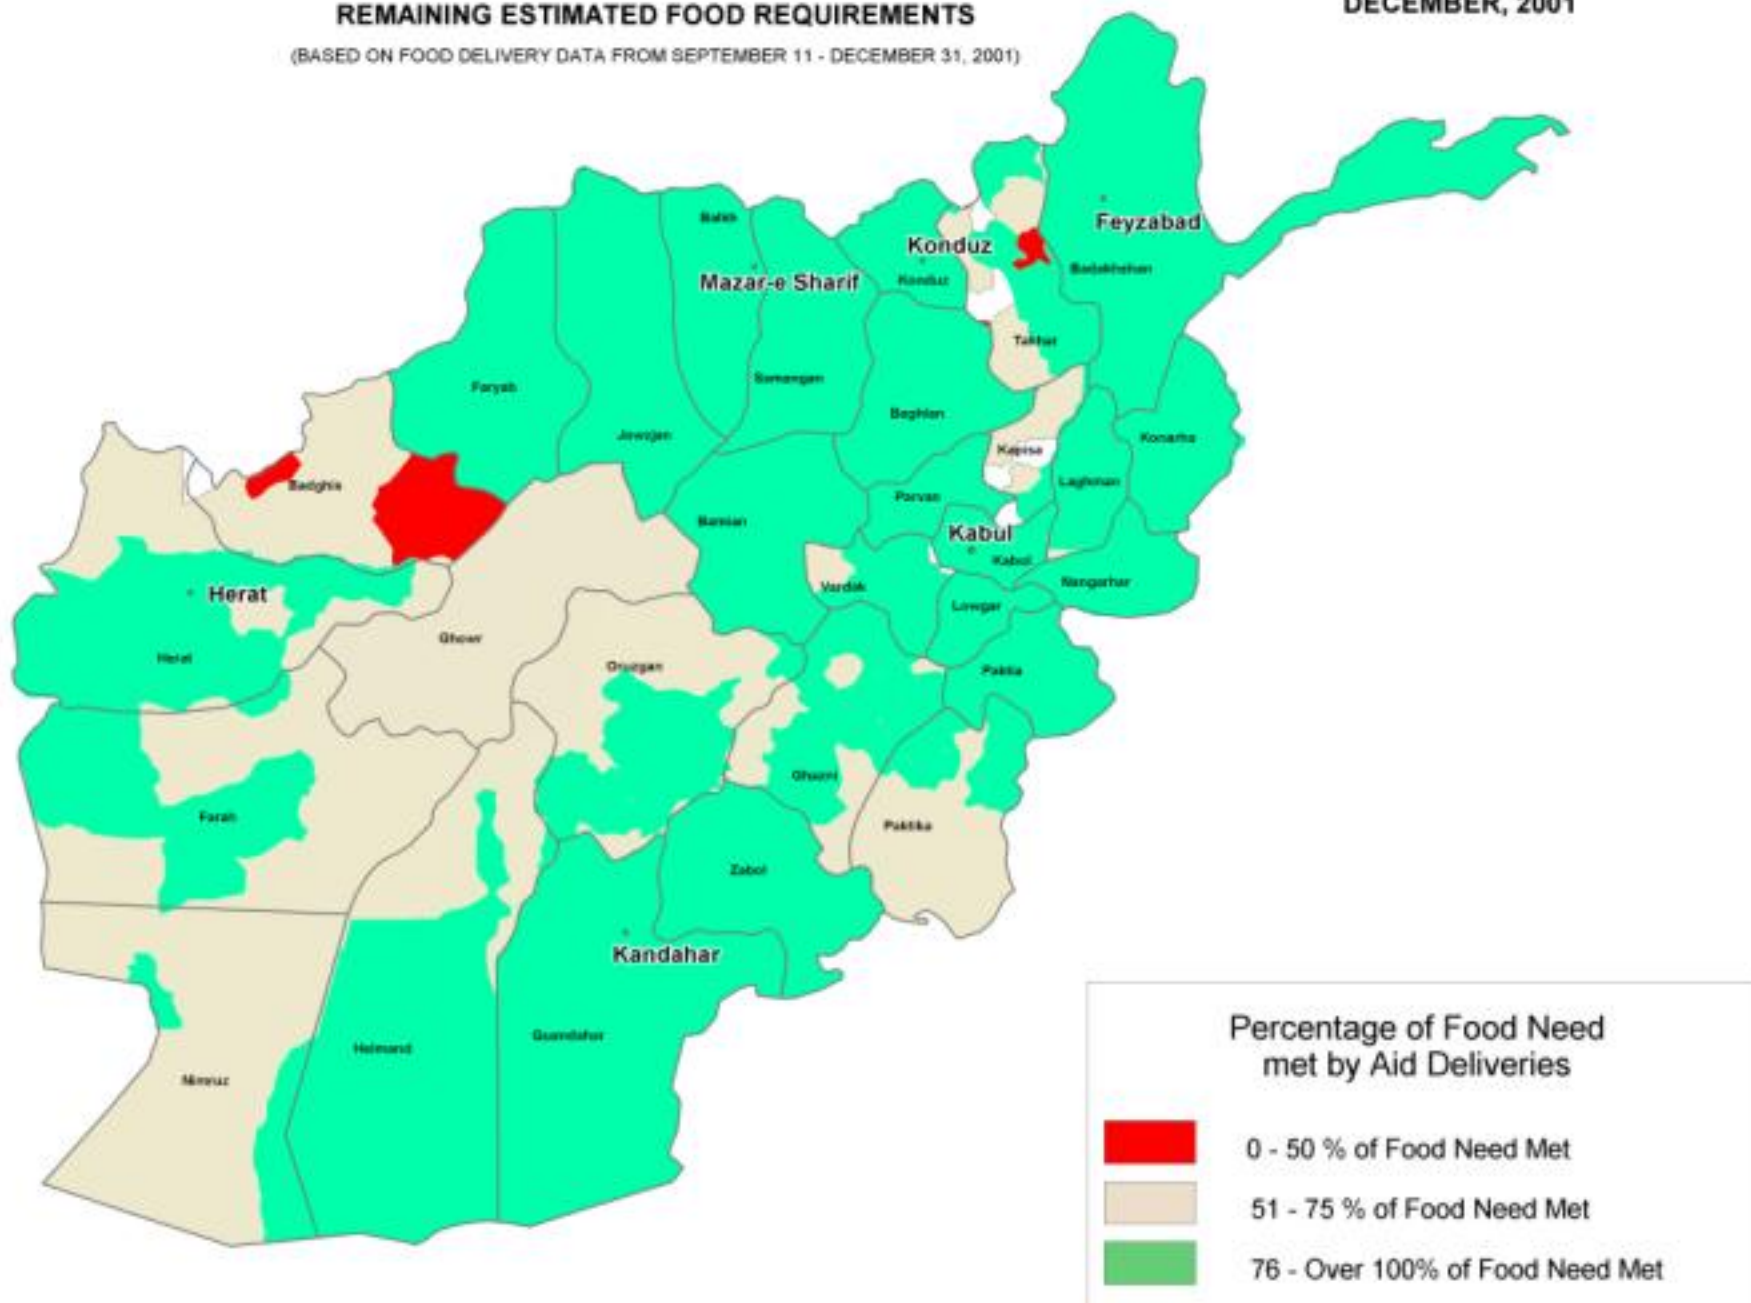 REMAINING ESTIMATED FOOD REQUIREMENTS
DECEMBER, 2001
(BASED ON FOOD DELIVERY DATA FROM SEPTEMBER 11 - DECEMBER 31, 2001)
Balkh
Feyzabad
Konduz
Badakhshan
Mazar-e Sharif
Konduz
Takhar
Samangan
Faryab
Baghlan
Jowzjan
Konarha
Kapisa
Badghis
Laghman
Parvan
Bamian
Kabul
Kabol
Herat
Vardak
Nangarhar
Lowgar
Ghowr
Herat
Oruzgan
Paktia
Ghazni
Farah
Paktika
Zabol
Kandahar
Helmand
Quandahar
Nimruz
Percentage of Food Need
met by Aid Deliveries
0 - 50 % of Food Need Met
51 - 75 % of Food Need Met
76 - Over 100% of Food Need Met